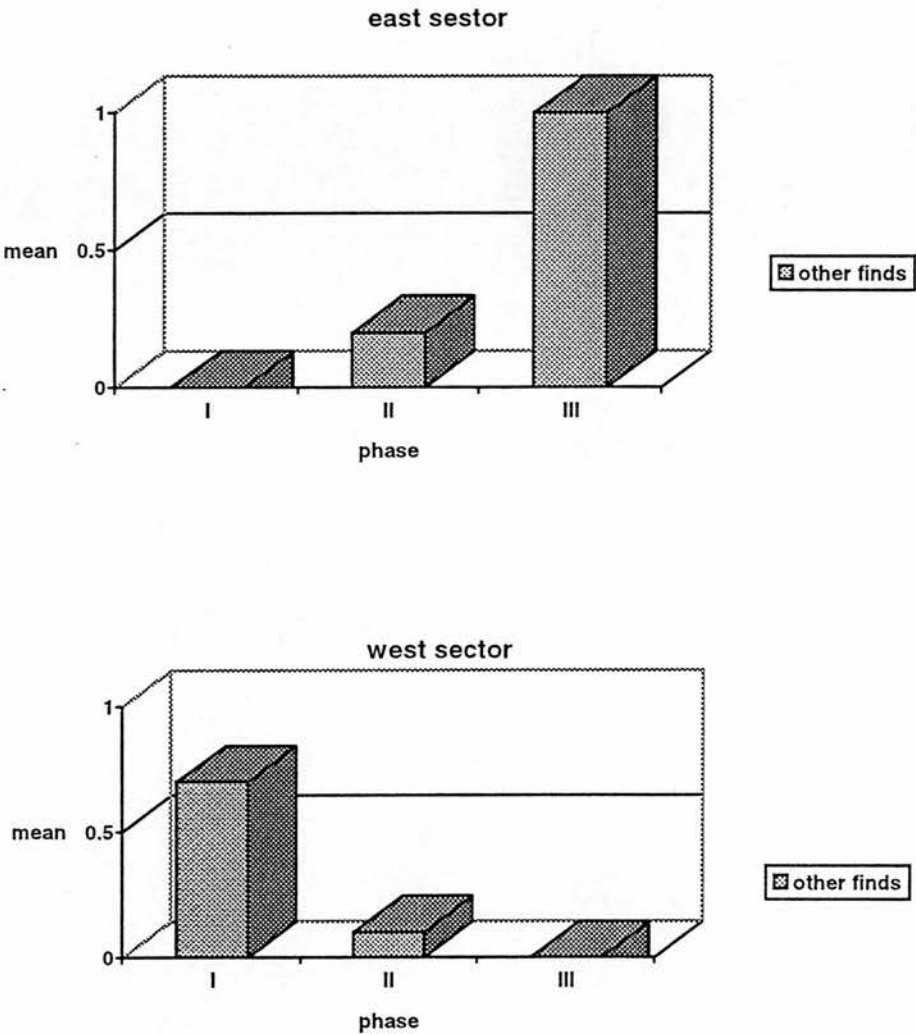 east sestor
1
mean 0.5
other finds
0
I II III
phase
west sector
1
mean 0.5
other finds
0
I II III
phase